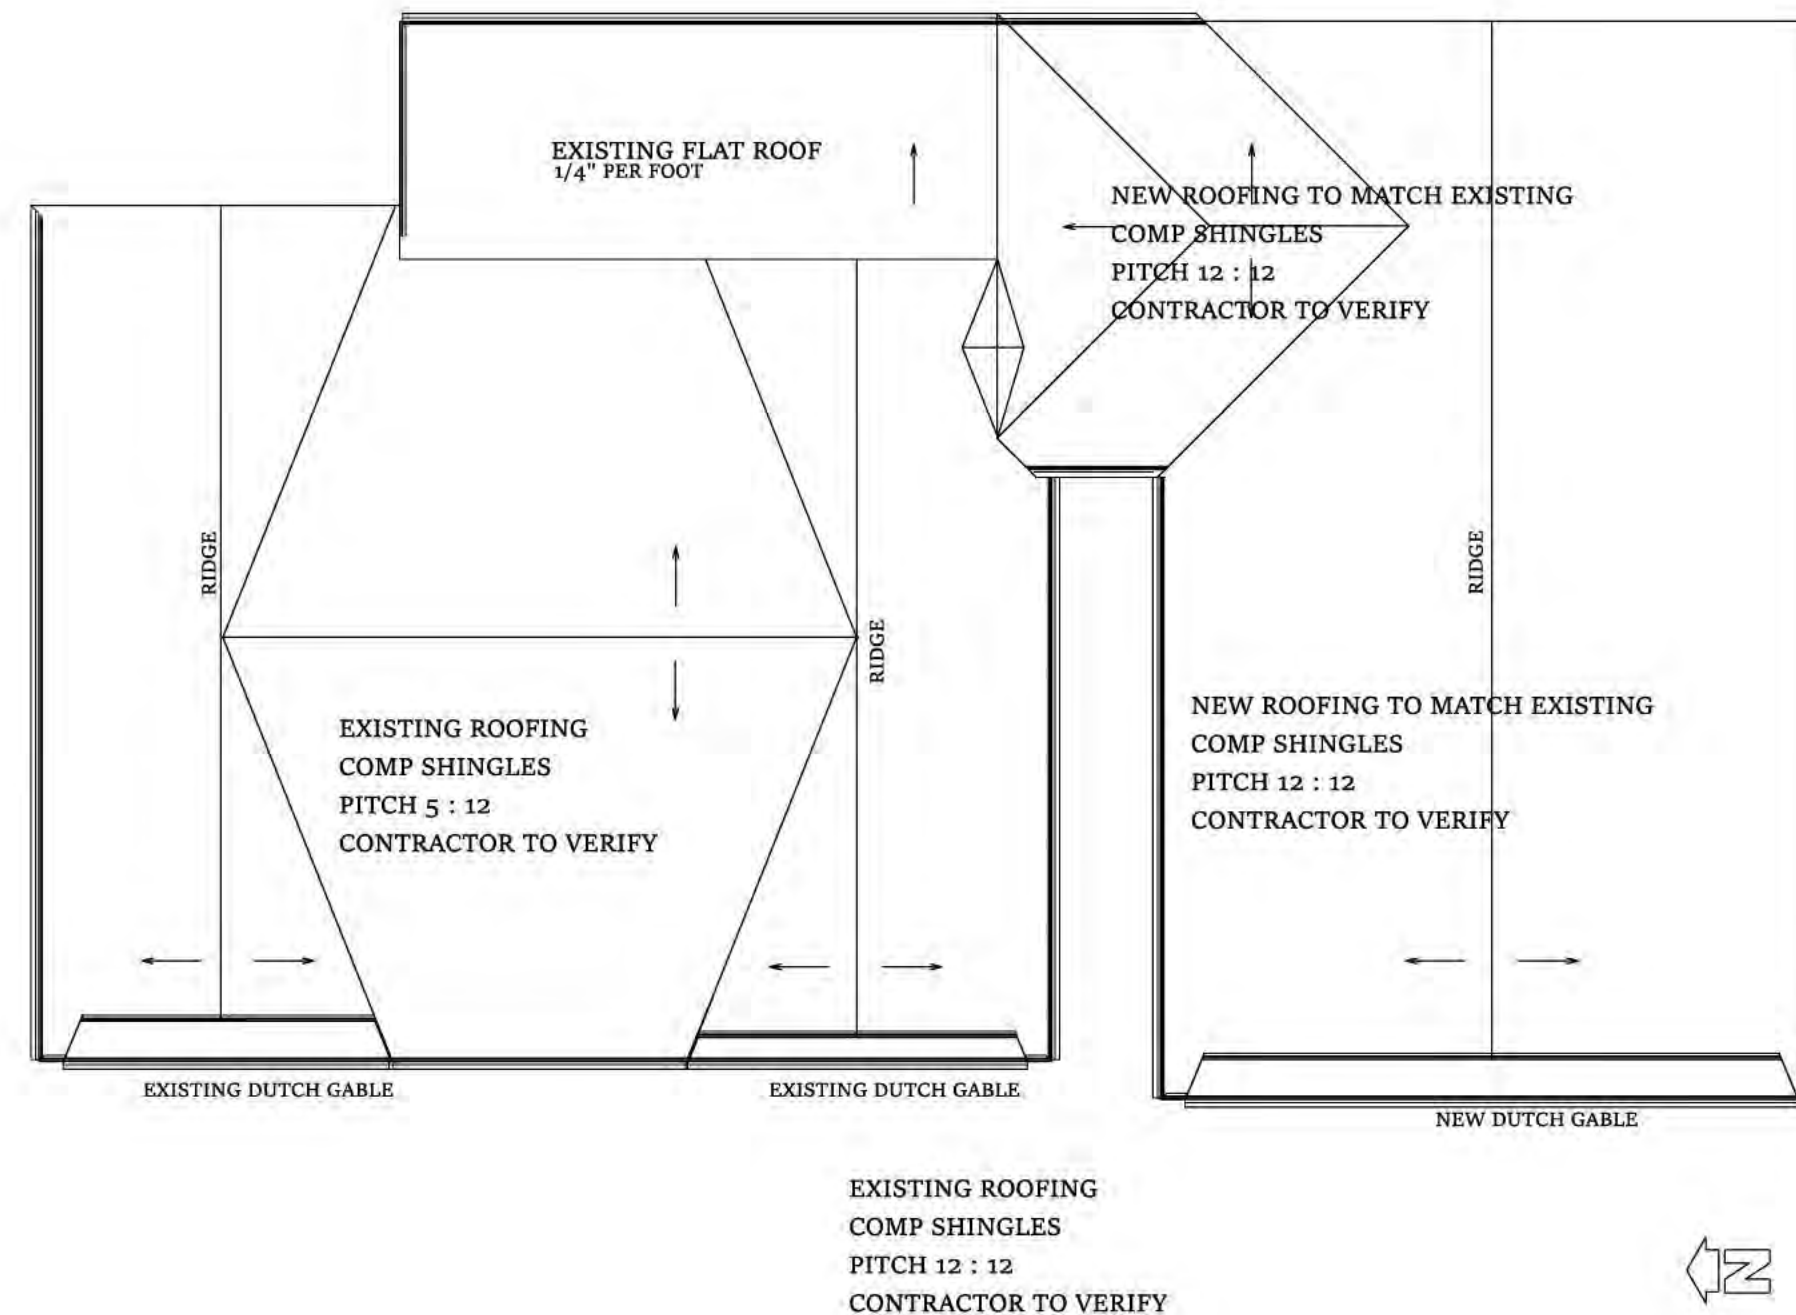 EXISTING FLAT ROOF
1/4" PER FOOT
NEW ROOFING TO MATCH EXISTING
COMP SHINGLES
PITCH 12 : 12
CONTRACTOR TO VERIFY
RIDGE
RIDGE
RIDGE
EXISTING ROOFING
COMP SHINGLES
PITCH 5 : 12
CONTRACTOR TO VERIFY
NEW ROOFING TO MATCH EXISTING
COMP SHINGLES
PITCH 12 : 12
CONTRACTOR TO VERIFY
EXISTING DUTCH GABLE
EXISTING DUTCH GABLE
NEW DUTCH GABLE
EXISTING ROOFING
COMP SHINGLES
PITCH 12 : 12
CONTRACTOR TO VERIFY
N